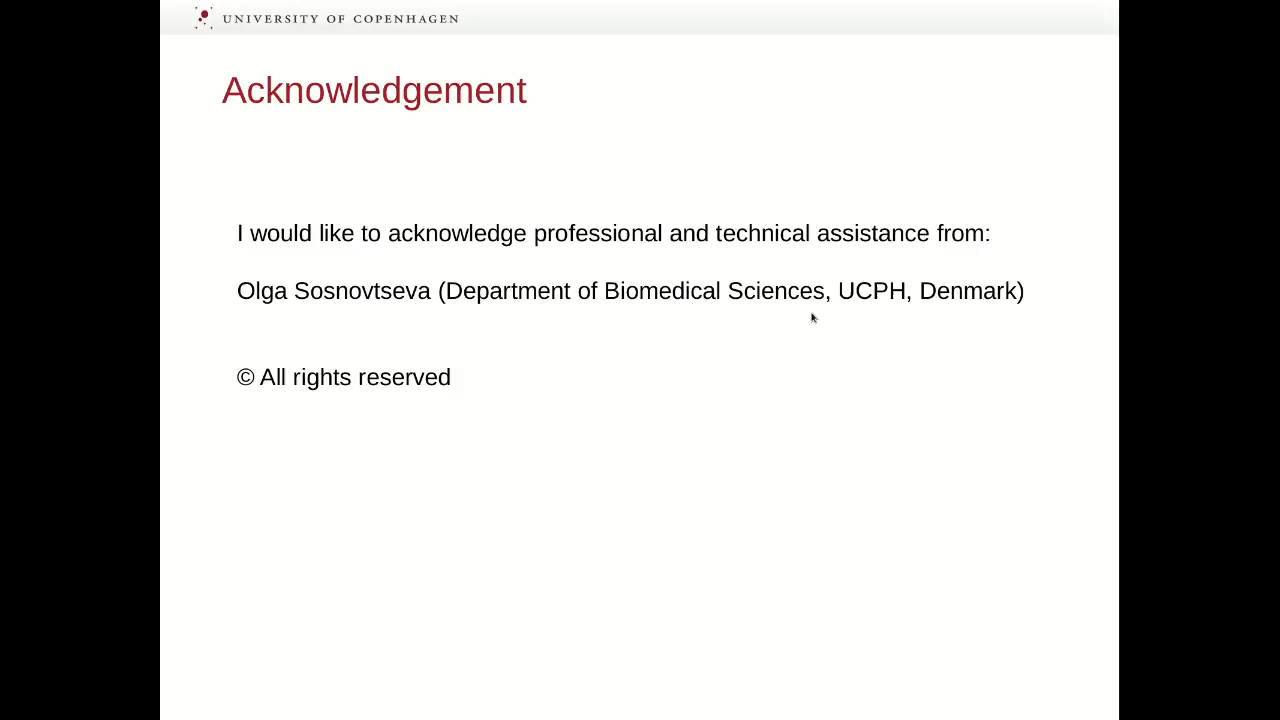 UNIVERSITY OF COPENHAGEN
Acknowledgement
I would like to acknowledge professional and technical assistance from:
Olga Sosnovtseva (Department of Biomedical Sciences, UCPH, Denmark)
© All rights reserved